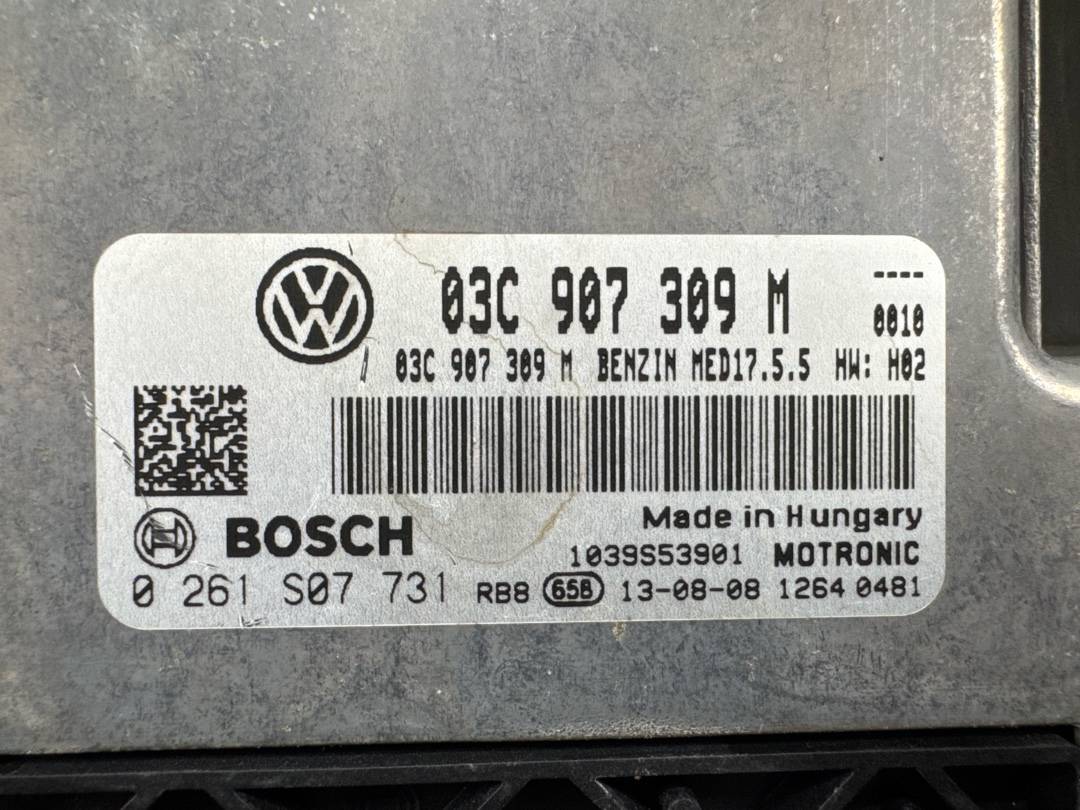 03C 907 309 M ----
0010
03C 907 309 M BENZIN MED17.5.5 HW: H02
Made in Hungary
BOSCH 1039S53901 MOTRONIC
0 261 S07 731 RB8 658 13-08-08 1264 0481